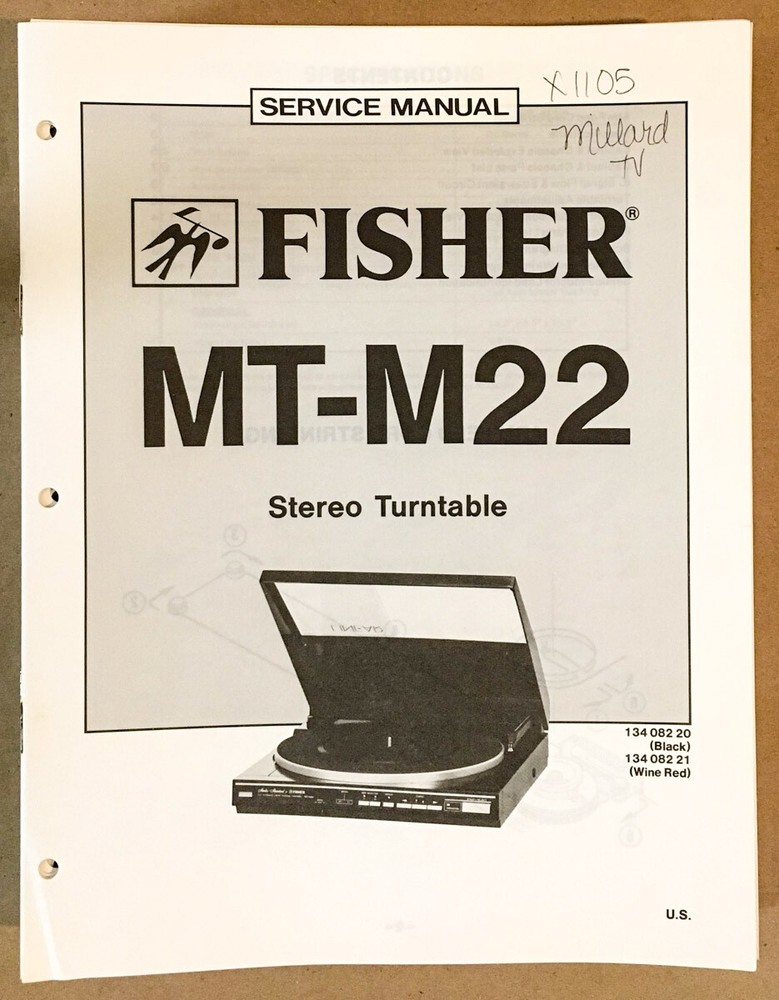 X1105
SERVICE MANUAL
Millard
TV
FISHER®
MT-M22
Stereo Turntable
134 082 20
(Black)
134 082 21
(Wine Red)
U.S.